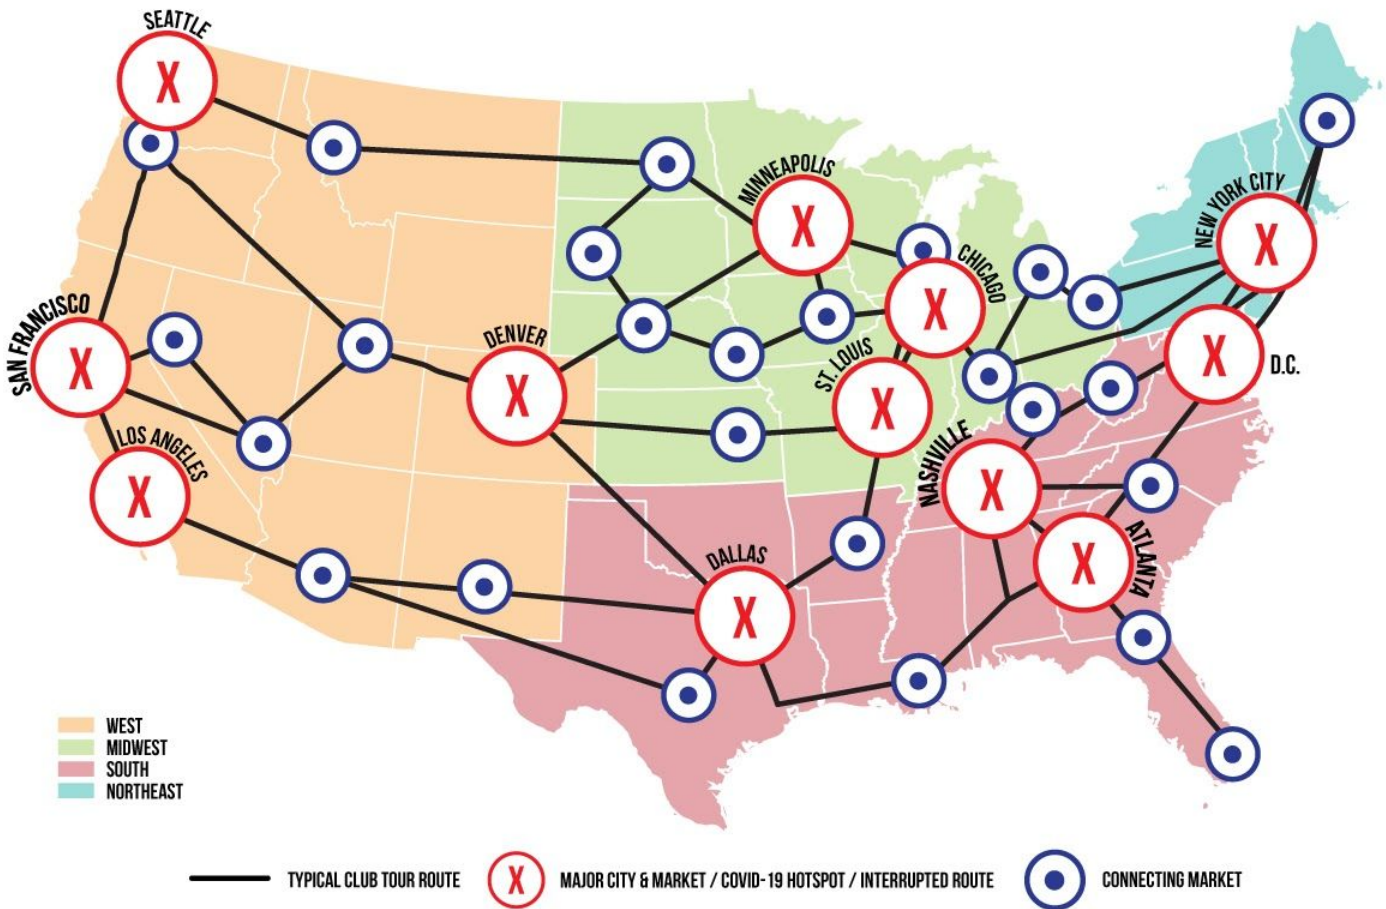 SEATTLE
MINNEAPOLIS
NEW YORK CITY
CHICAGO
SAN FRANCISCO
DENVER
ST. LOUIS
D.C.
LOS ANGELES
NASHVILLE
DALLAS
ATLANTA
X
X
X
X
X
X
X
X
X
X
X
X
WEST
MIDWEST
SOUTH
NORTHEAST
TYPICAL CLUB TOUR ROUTE
X
MAJOR CITY & MARKET / COVID-19 HOTSPOT / INTERRUPTED ROUTE
CONNECTING MARKET